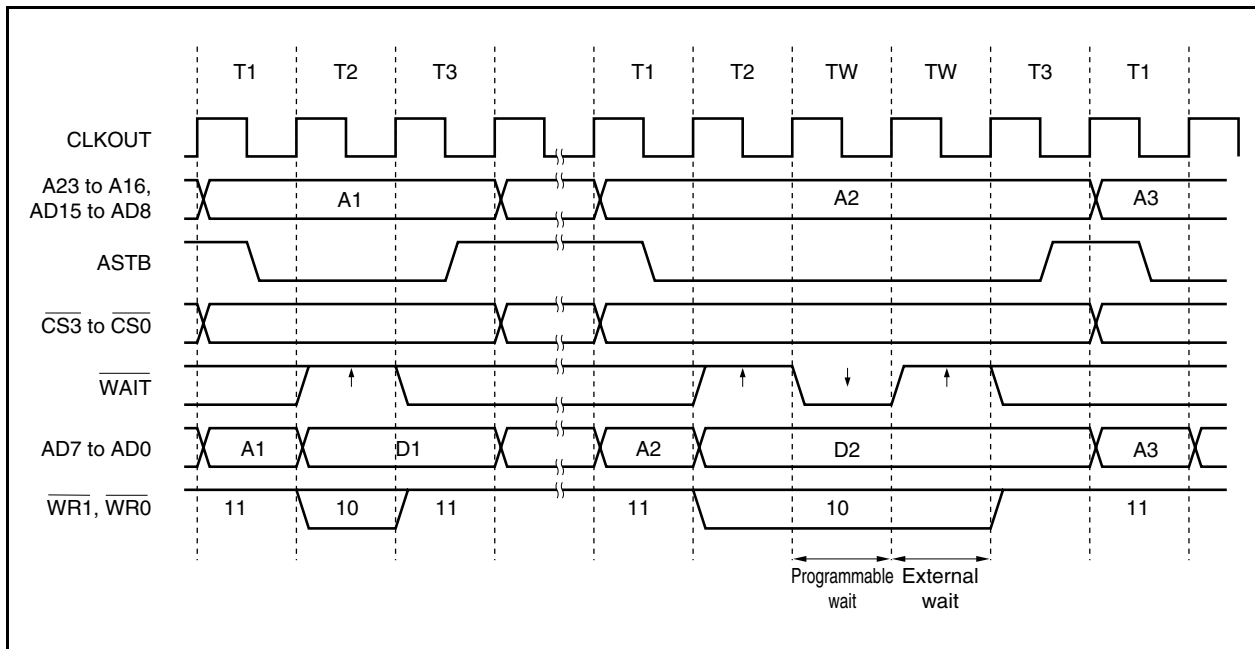 T1 T2 T3 T1 T2 TW TW T3 T1
CLKOUT
A23 to A16,
AD15 to AD8
A1 A2 A3
ASTB
CS3 to CS0
WAIT
AD7 to AD0 A1 D1 A2 D2 A3
WR1, WR0 11 10 11 11 10 11
Programmable
wait
External
wait